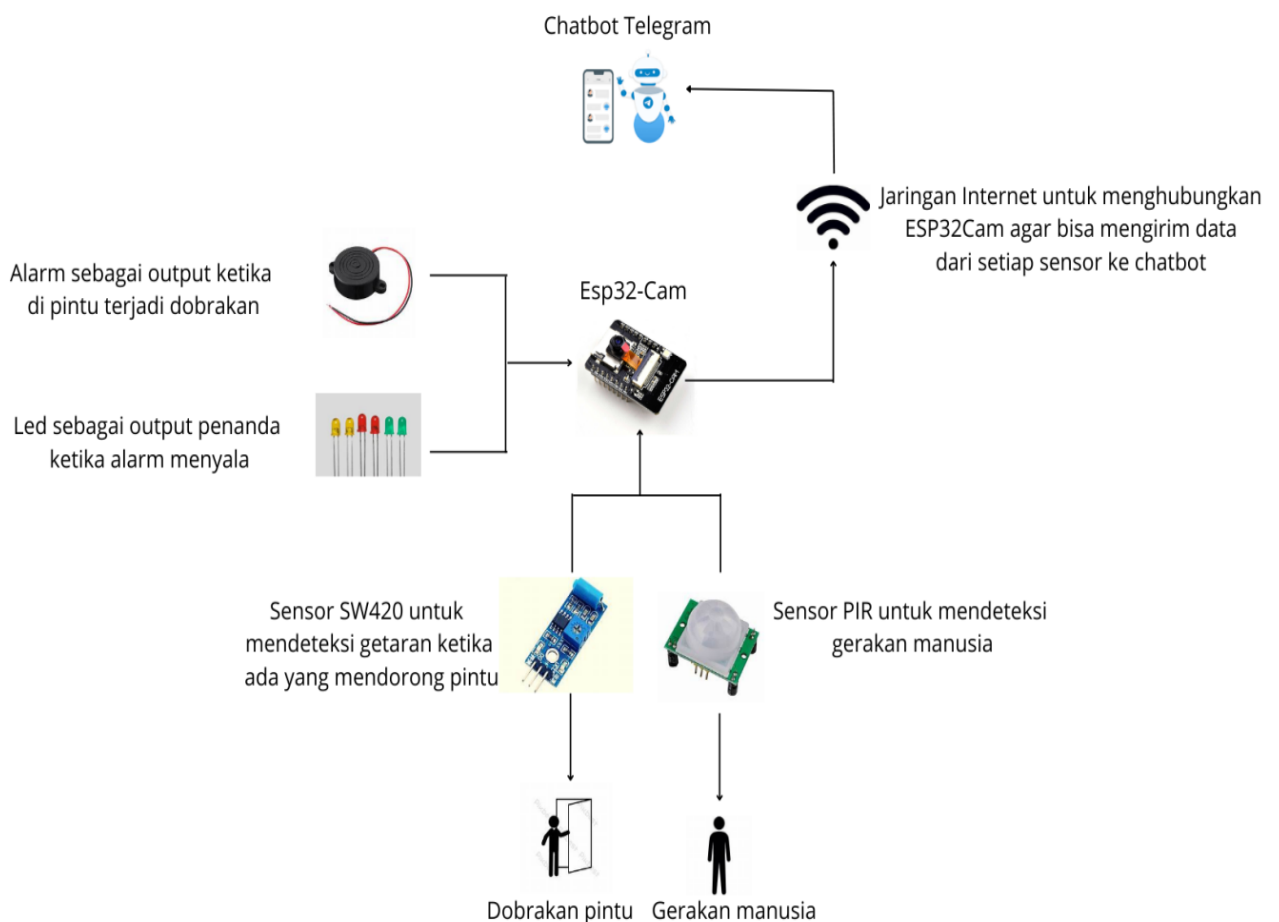 Chatbot Telegram
Jaringan Internet untuk menghubungkan
ESP32Cam agar bisa mengirim data
dari setiap sensor ke chatbot
Alarm sebagai output ketika
di pintu terjadi dobrakan
Esp32-Cam
ESP32-CAM
Led sebagai output penanda
ketika alarm menyala
Sensor SW420 untuk
mendeteksi getaran ketika
ada yang mendorong pintu
Sensor PIR untuk mendeteksi
gerakan manusia
Dobrakan pintu
Gerakan manusia